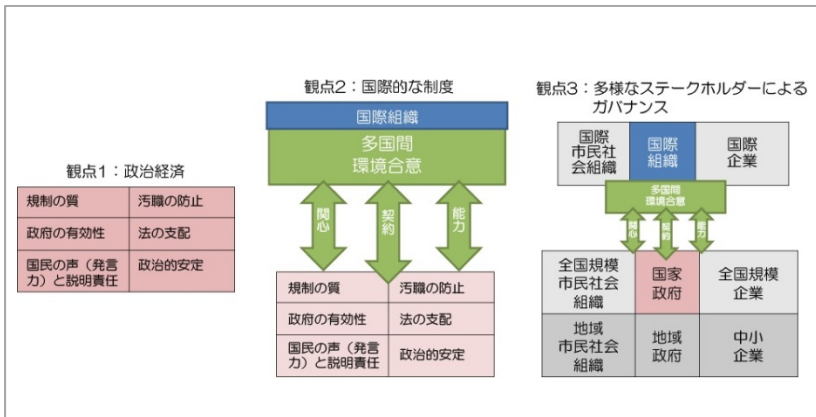 観点1:政治経済
規制の質
汚職の防止
政府の有効性
法の支配
国民の声(発言
力)と説明責任
政治的安定
観点2:国際的な制度
国際組織
多国間
環境合意
関心
契約
能力
規制の質
汚職の防止
政府の有効性
法の支配
国民の声(発言
力)と説明責任
政治的安定
観点3:多様なステークホルダーによる
ガバナンス
国際
市民社
会組織
国際
組織
国際
企業
多国間
環境合意
関心
契約
能力
全国規模
市民社会
組織
国家
政府
全国規模
企業
地域
市民社会
組織
地域
政府
中小
企業